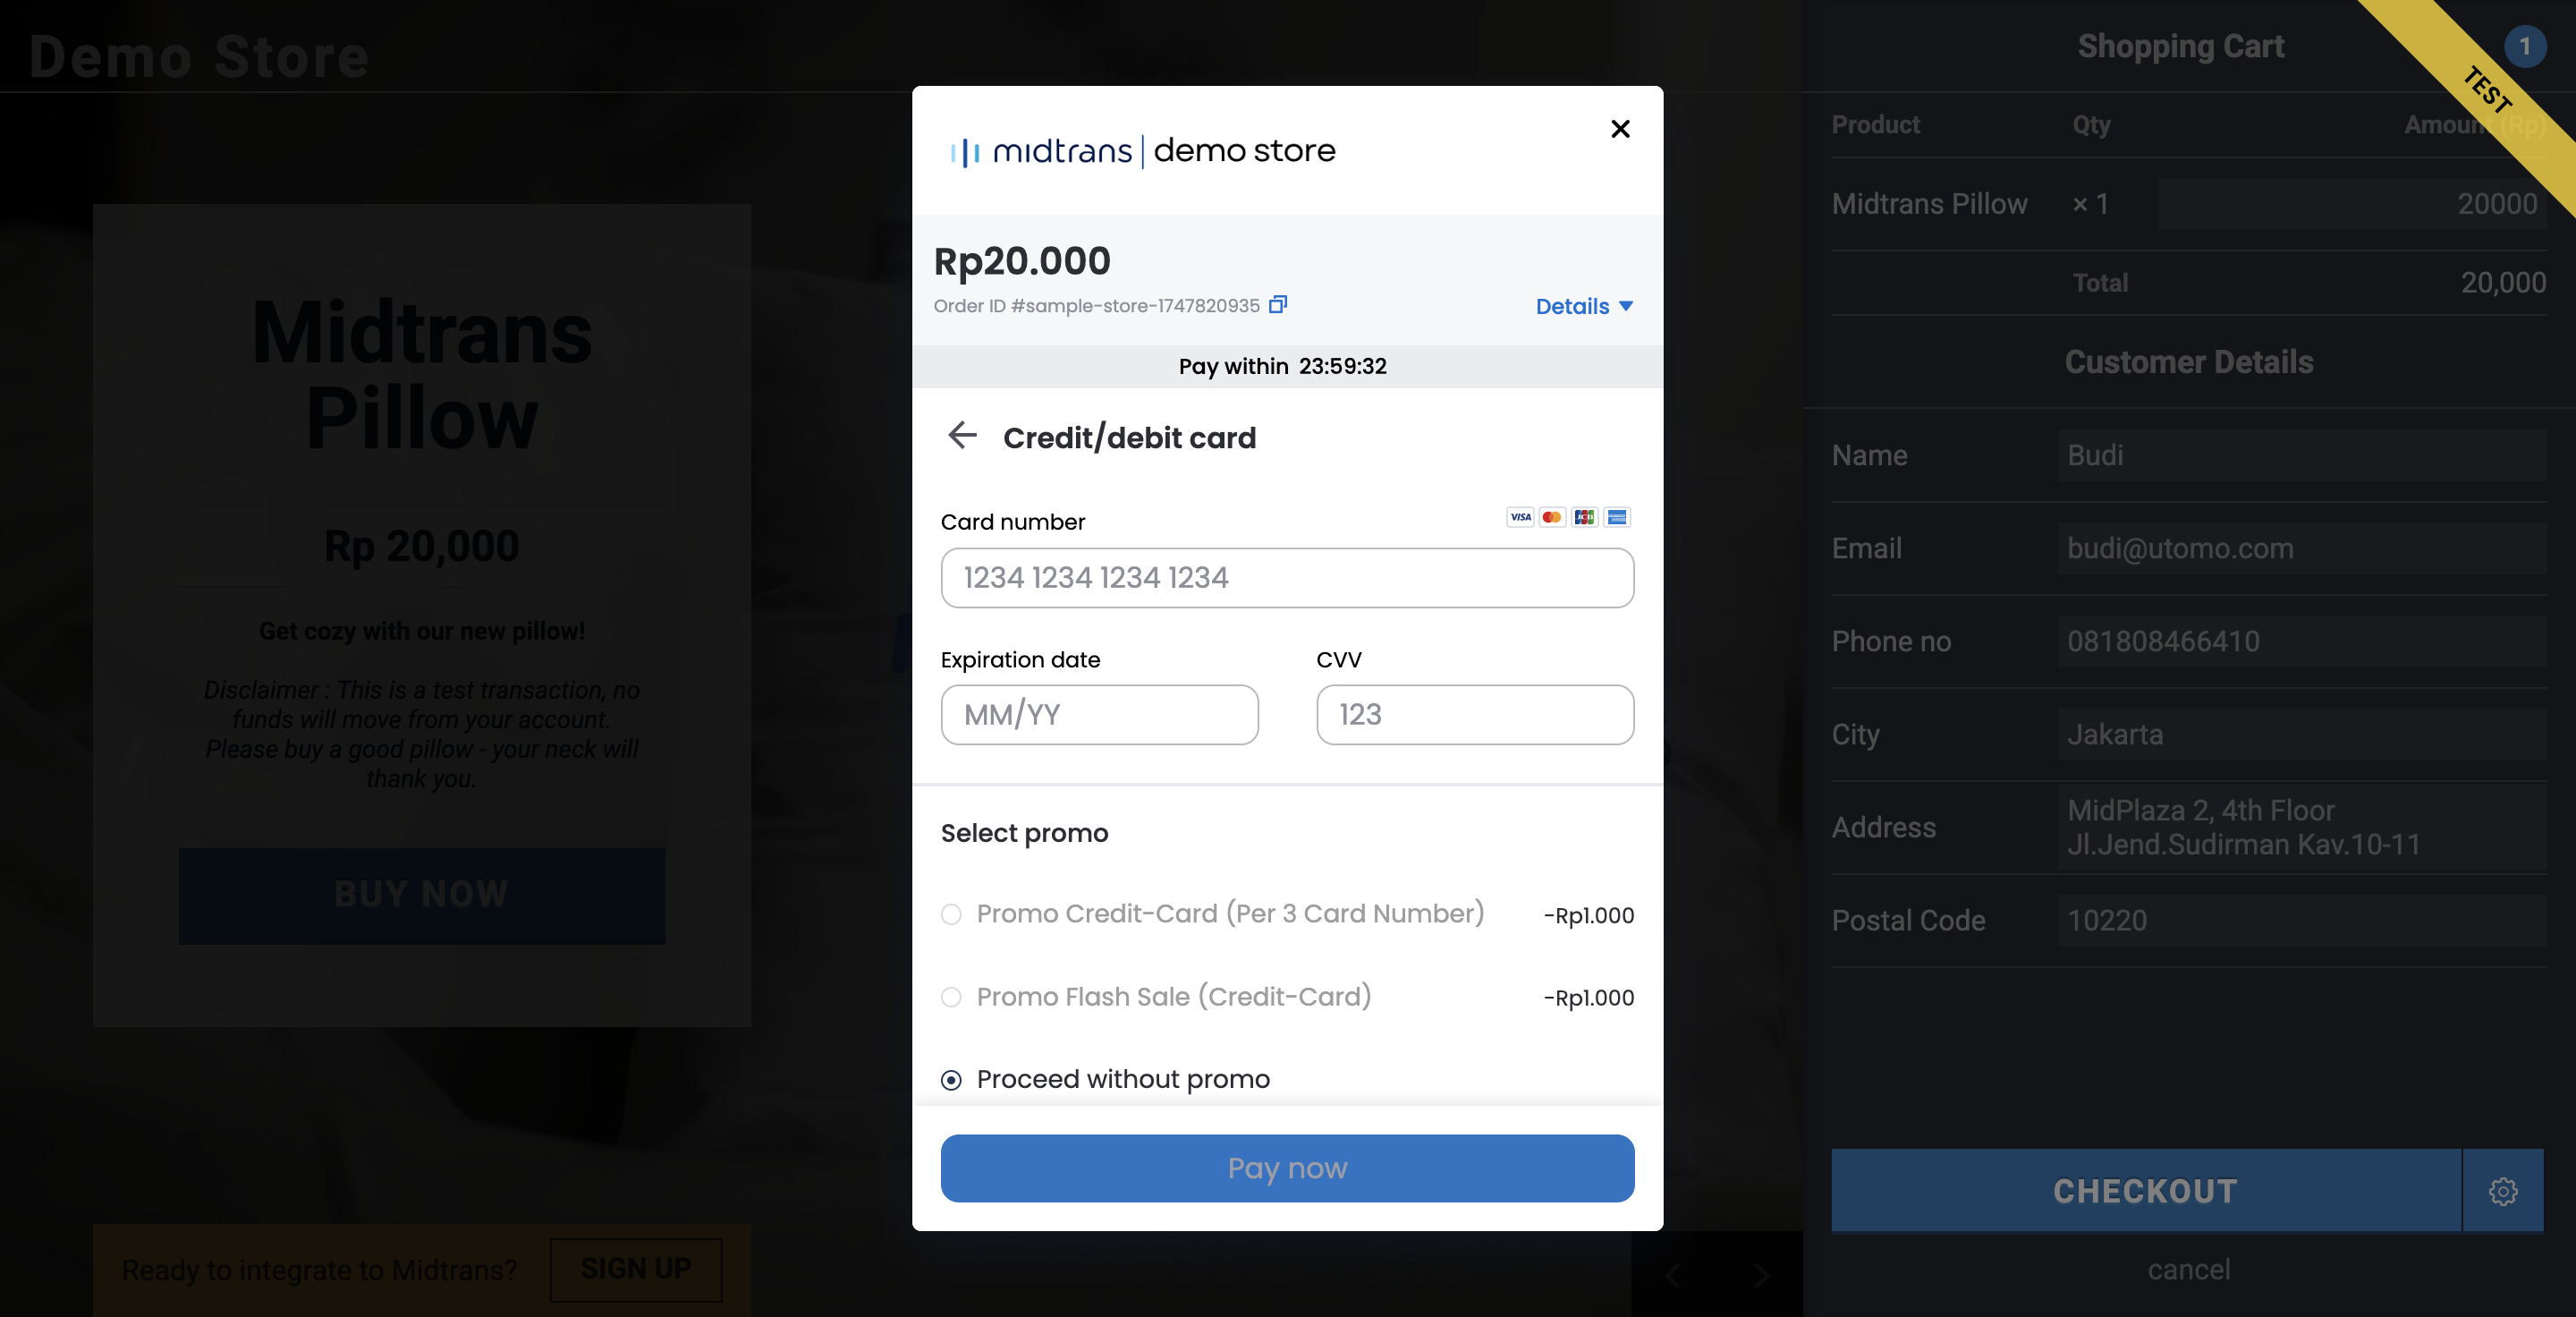 Demo Store
Midtrans
Pillow
Rp 20,000
Get cozy with our new pillow!
Disclaimer : This is a test transaction, no
funds will move from your account.
Please buy a good pillow - your neck will
thank you.
BUY NOW
Ready to integrate to Midtrans?
SIGN UP
midtrans | demo store
Rp20.000
Order ID #sample-store-1747820935
Details
Pay within 23:59:32
Credit/debit card
Card number
VISA
JCB
1234 1234 1234 1234
Expiration date
CVV
MM/YY
123
Select promo
Promo Credit-Card (Per 3 Card Number)
-Rp1.000
Promo Flash Sale (Credit-Card)
-Rp1.000
Proceed without promo
Pay now
Shopping Cart
1
TEST
Product
Qty
Amount (Rp)
Midtrans Pillow
× 1
20000
Total
20,000
Customer Details
Name
Budi
Email
budi@utomo.com
Phone no
081808466410
City
Jakarta
Address
MidPlaza 2, 4th Floor
Jl.Jend.Sudirman Kav.10-11
Postal Code
10220
CHECKOUT
cancel